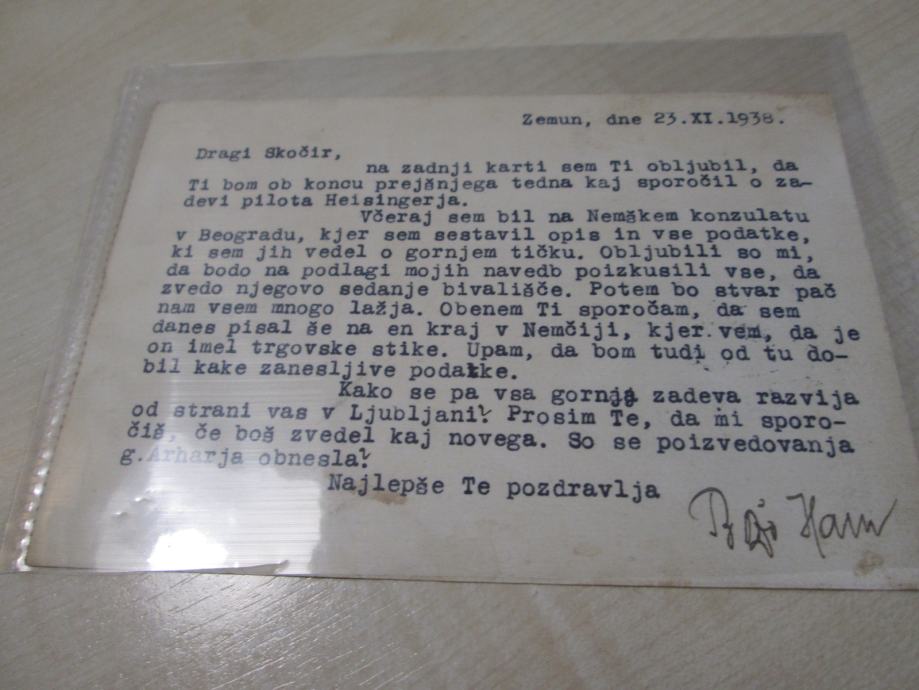 Zemun, dne 23.XI.1938.
Dragi Skočir,
na zadnji karti sem Ti obljubil, da
Ti bom ob koncu prejšnjega tedna kaj sporočil o za-
devi pilota Heisingerja.
Včeraj sem bil na Nemškem konzulatu
v Beogradu, kjer sem sestavil opis in vse podatke,
ki sem jih vedel o gornjem tičku. Obljubili so mi,
da bodo na podlagi mojih navedb poizkusili vse, da
zvedo njegovo sedanje bivališče. Potem bo stvar pač
nam vsem mnogo lažja. Obenem Ti sporočam, da sem
danes pisal še na en kraj v Nemčiji, kjer vem, da je
on imel trgovske stike. Upam, da bom tudi od tu do-
bil kake zanesljive podatke.
Kako se pa vsa gornja zadeva razvija
od strani vas v Ljubljani? Prosim Te, da mi sporo-
čiš, če boš zvedel kaj novega. So se poizvedovanja
g.Arharja obnesla?
Najlepše Te pozdravlja